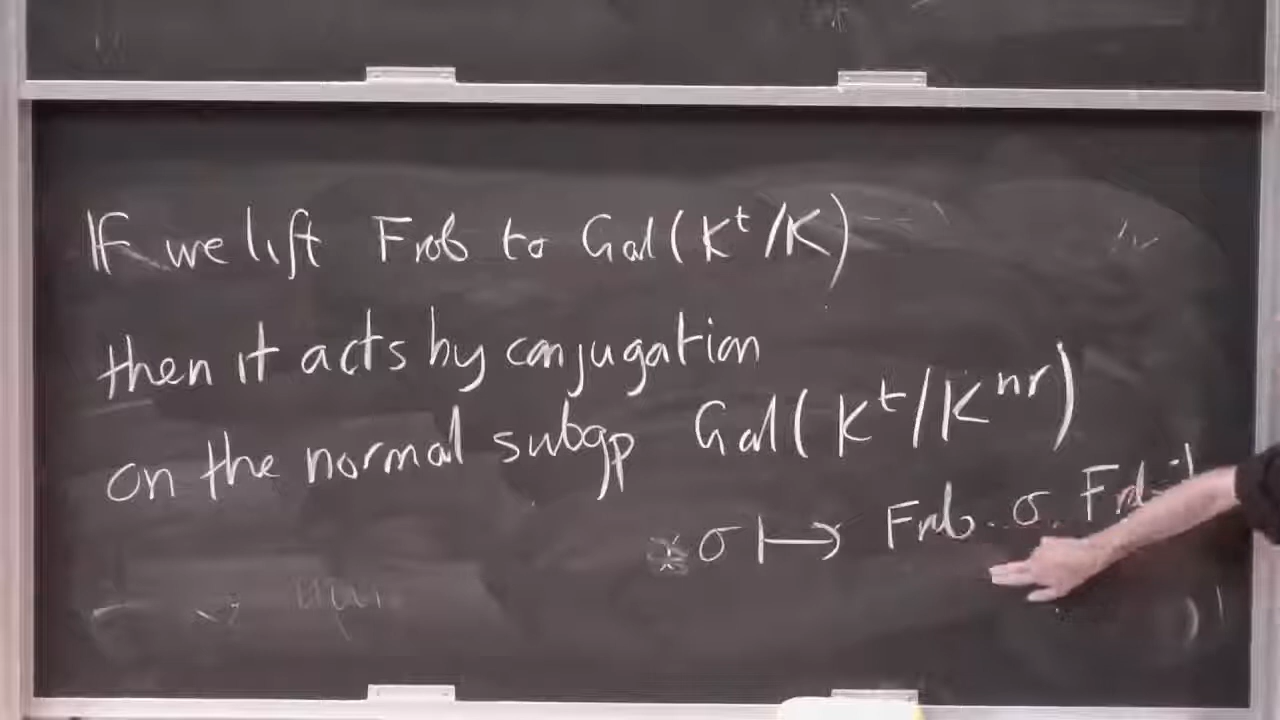 If we lift Frob to Gal(K^t/K)
then it acts by conjugation
on the normal subgp Gal(K^t/K^nr)
σ ↦ Frob. σ. Frob^-1